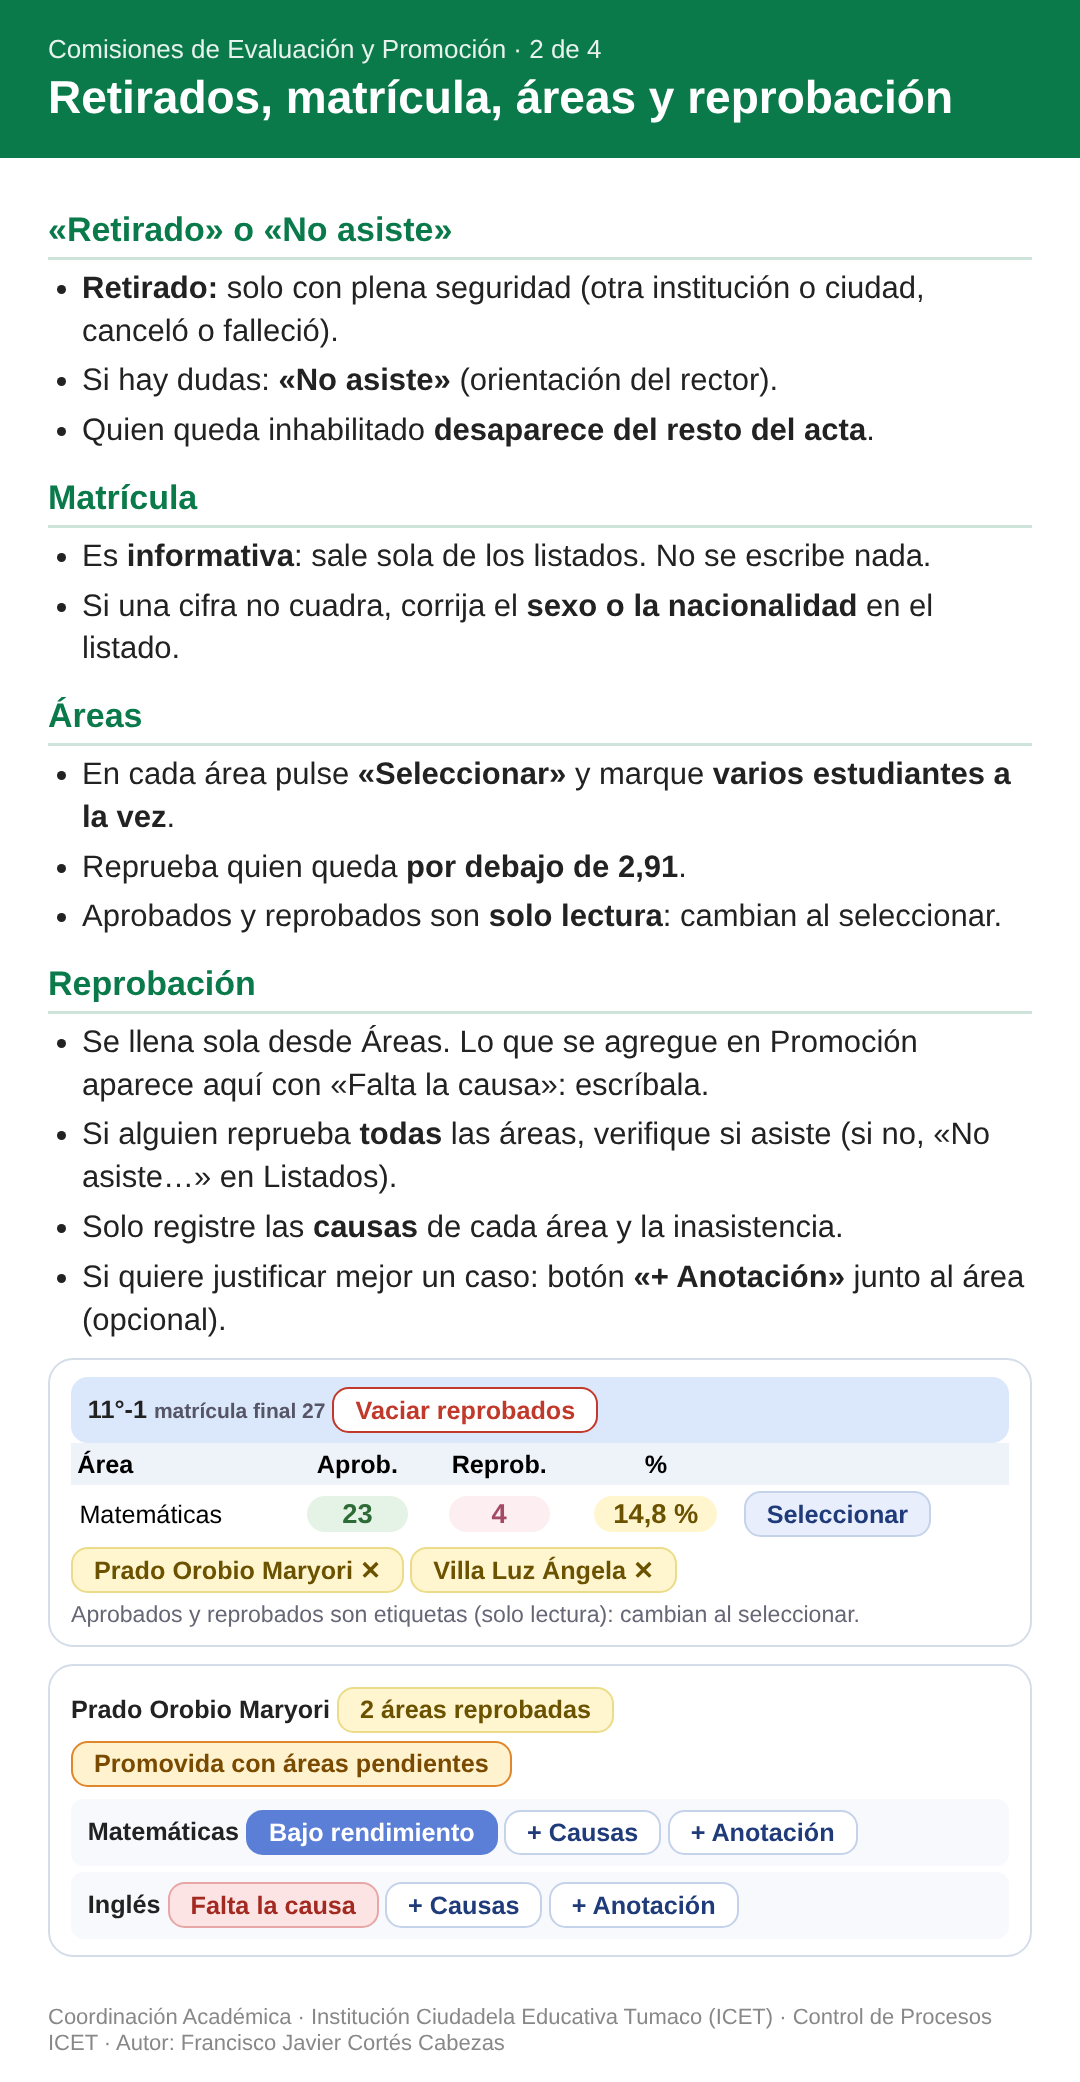 Comisiones de Evaluación y Promoción · 2 de 4
Retirados, matrícula, áreas y reprobación
«Retirado» o «No asiste»
• Retirado: solo con plena seguridad (otra institución o ciudad,
canceló o falleció).
• Si hay dudas: «No asiste» (orientación del rector).
• Quien queda inhabilitado desaparece del resto del acta.
Matrícula
• Es informativa: sale sola de los listados. No se escribe nada.
• Si una cifra no cuadra, corrija el sexo o la nacionalidad en el
listado.
Áreas
• En cada área pulse «Seleccionar» y marque varios estudiantes a
la vez.
• Reprueba quien queda por debajo de 2,91.
• Aprobados y reprobados son solo lectura: cambian al seleccionar.
Reprobación
• Se llena sola desde Áreas. Lo que se agregue en Promoción
aparece aquí con «Falta la causa»: escríbala.
• Si alguien reprueba todas las áreas, verifique si asiste (si no, «No
asiste…» en Listados).
• Solo registre las causas de cada área y la inasistencia.
• Si quiere justificar mejor un caso: botón «+ Anotación» junto al área
(opcional).
11°-1 matrícula final 27 Vaciar reprobados
Área Aprob. Reprob. %
Matemáticas 23 4 14,8 % Seleccionar
Prado Orobio Maryori ✕ Villa Luz Ángela ✕
Aprobados y reprobados son etiquetas (solo lectura): cambian al seleccionar.
Prado Orobio Maryori 2 áreas reprobadas
Promovida con áreas pendientes
Matemáticas Bajo rendimiento + Causas + Anotación
Inglés Falta la causa + Causas + Anotación
Coordinación Académica · Institución Ciudadela Educativa Tumaco (ICET) · Control de Procesos
ICET · Autor: Francisco Javier Cortés Cabezas